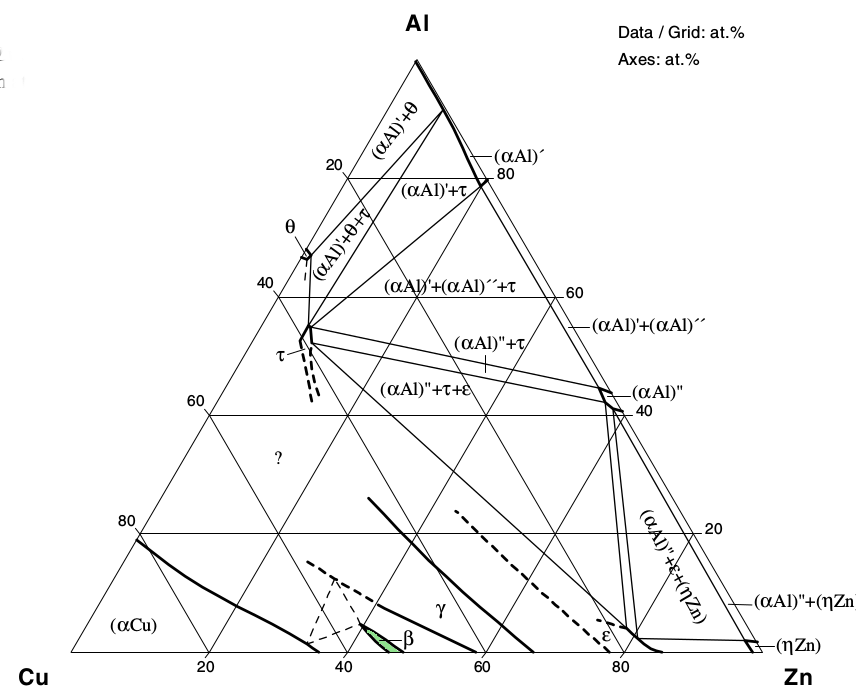 Al
Data / Grid: at.%
Axes: at.%
(αAl)'+θ
(αAl)´
20
80
(αAl)'+τ
θ
(αAl)'+θ+τ
40
(αAl)'+(αAl)´´+τ
60
(αAl)'+(αAl)´´
(αAl)"+τ
τ
(αAl)"+τ+ε
(αAl)"
60
40
?
80
20
(αAl)"+ε+(ηZn)
(αAl)"+(ηZn)
(αCu)
γ
β
ε
(ηZn)
20
40
60
80
Cu
Zn